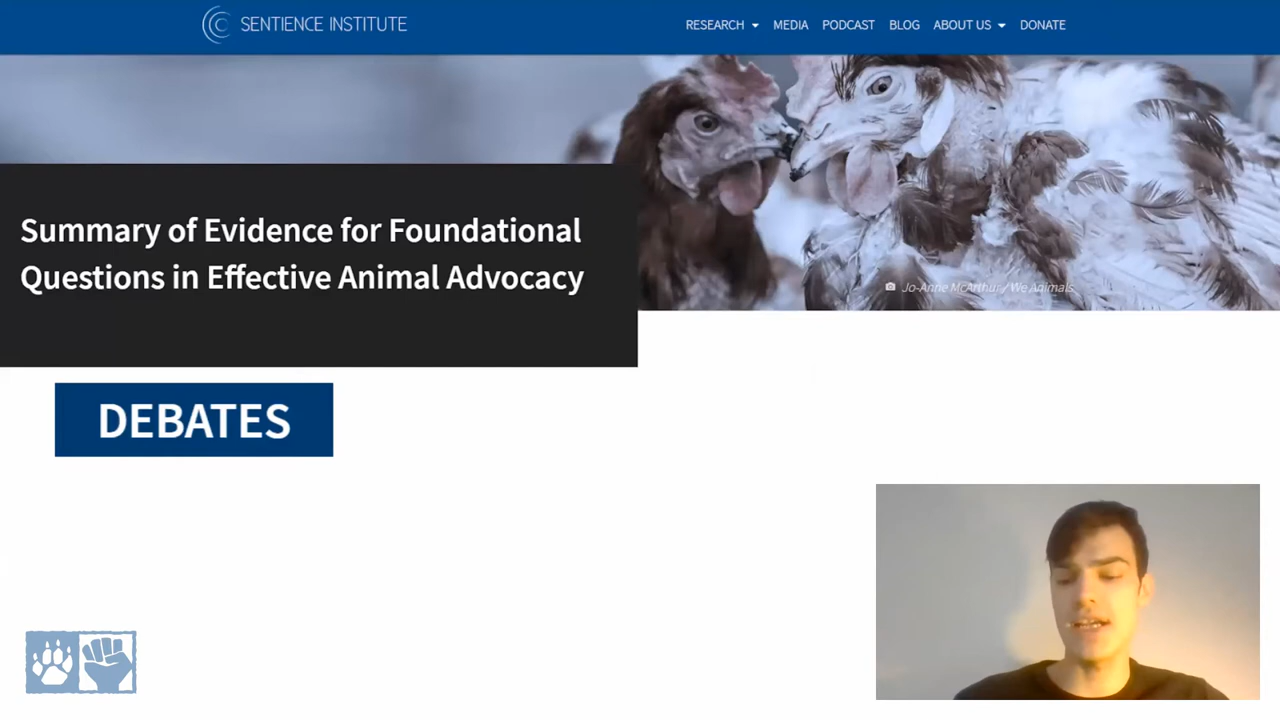 SENTIENCE INSTITUTE
RESEARCH MEDIA PODCAST BLOG ABOUT US DONATE
Jo-Anne McArthur / We Animals
Summary of Evidence for Foundational
Questions in Effective Animal Advocacy
DEBATES